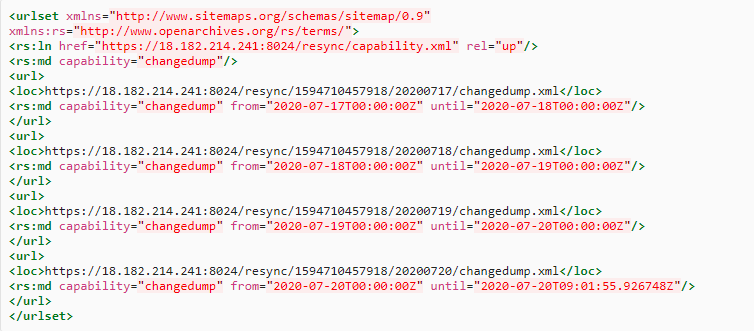 <urlset xmlns="http://www.sitemaps.org/schemas/sitemap/0.9"
xmlns:rs="http://www.openarchives.org/rs/terms/">
<rs:ln href="https://18.182.214.241:8024/resync/capability.xml" rel="up"/>
<rs:md capability="changedump"/>
<url>
<loc>https://18.182.214.241:8024/resync/1594710457918/20200717/changedump.xml</loc>
<rs:md capability="changedump" from="2020-07-17T00:00:00Z" until="2020-07-18T00:00:00Z"/>
</url>
<url>
<loc>https://18.182.214.241:8024/resync/1594710457918/20200718/changedump.xml</loc>
<rs:md capability="changedump" from="2020-07-18T00:00:00Z" until="2020-07-19T00:00:00Z"/>
</url>
<url>
<loc>https://18.182.214.241:8024/resync/1594710457918/20200719/changedump.xml</loc>
<rs:md capability="changedump" from="2020-07-19T00:00:00Z" until="2020-07-20T00:00:00Z"/>
</url>
<url>
<loc>https://18.182.214.241:8024/resync/1594710457918/20200720/changedump.xml</loc>
<rs:md capability="changedump" from="2020-07-20T00:00:00Z" until="2020-07-20T09:01:55.926748Z"/>
</url>
</urlset>